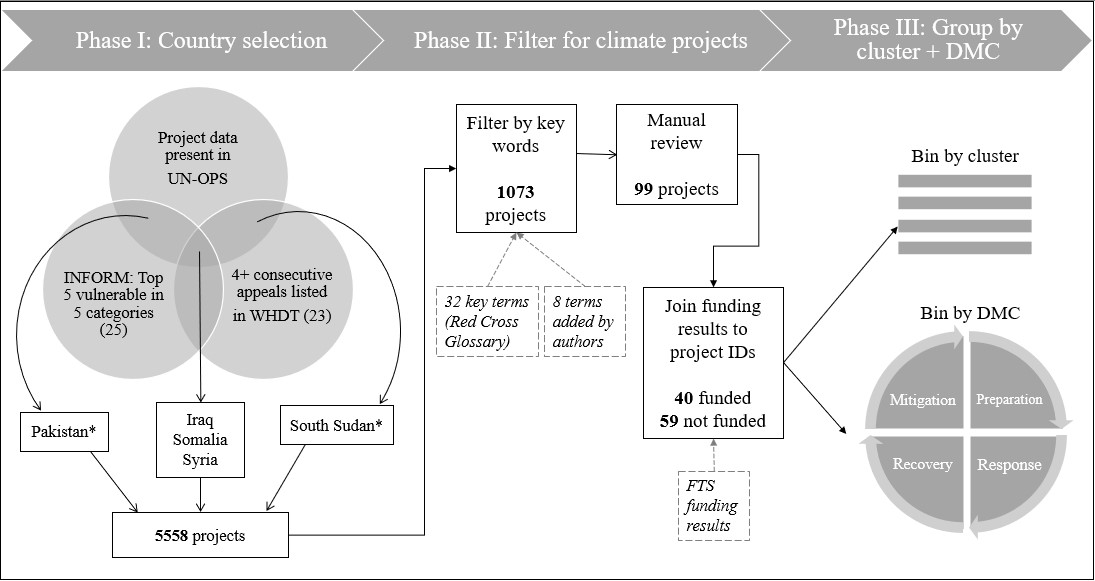 Phase I: Country selection
Phase II: Filter for climate projects
Phase III: Group by
cluster + DMC
Project data
present in
UN-OPS
INFORM: Top
5 vulnerable in
5 categories
(25)
4+ consecutive
appeals listed
in WHDT (23)
Pakistan*
Iraq
Somalia
Syria
South Sudan*
5558 projects
Filter by key
words
1073
projects
32 key terms
(Red Cross
Glossary)
8 terms
added by
authors
Manual
review
99 projects
Join funding
results to
project IDs
40 funded
59 not funded
FTS
funding
results
Bin by cluster
Bin by DMC
Mitigation
Preparation
Recovery
Response